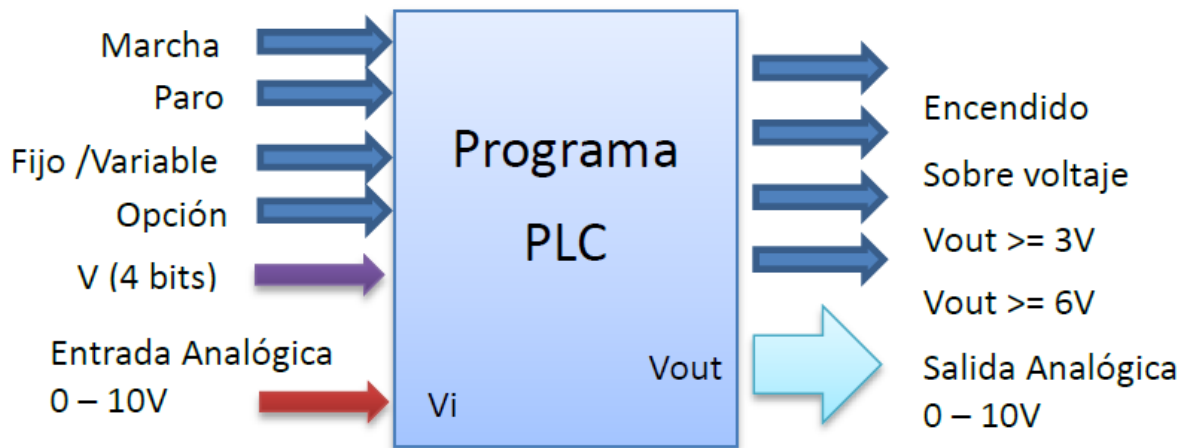 Marcha
Paro
Fijo /Variable
Opción
V (4 bits)
Entrada Analógica
0 – 10V
Programa
PLC
Vi
Vout
Encendido
Sobre voltaje
Vout >= 3V
Vout >= 6V
Salida Analógica
0 – 10V